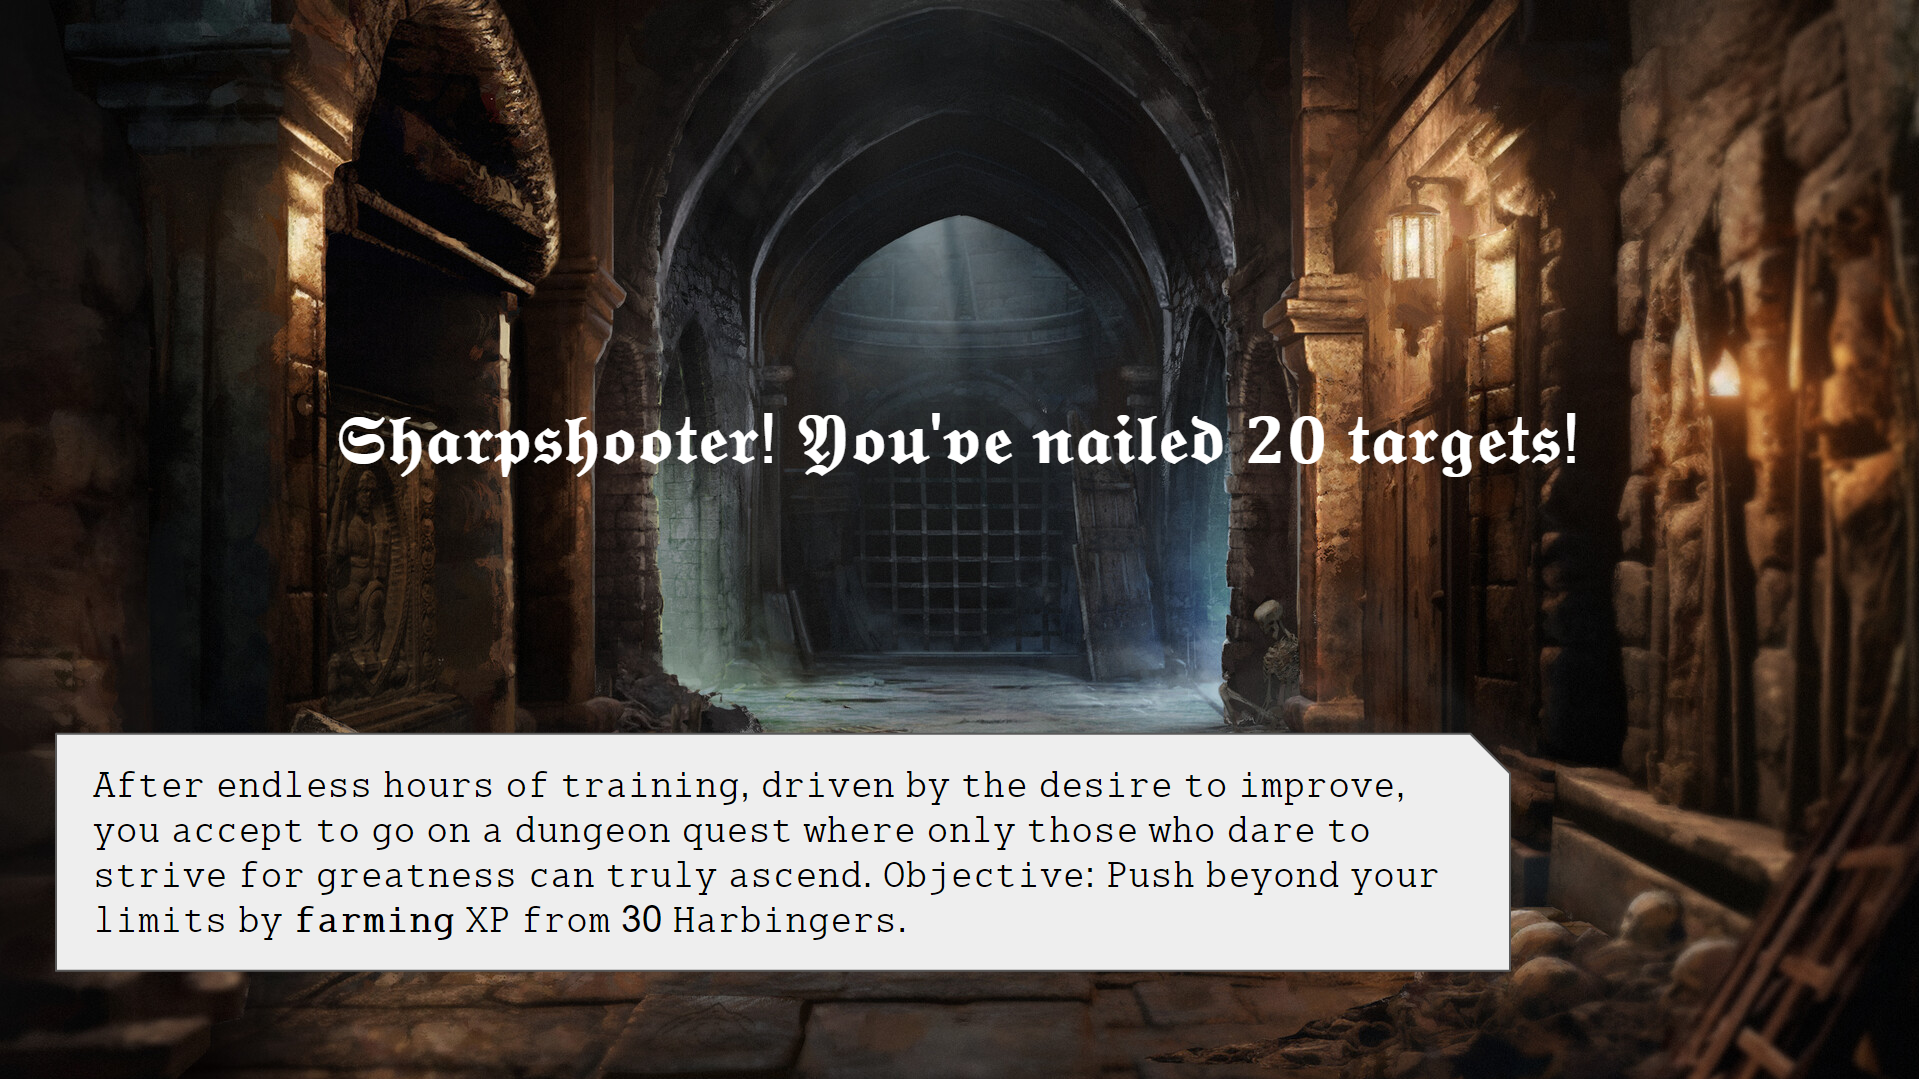 Sharpshooter! You've nailed 20 targets!
After endless hours of training, driven by the desire to improve,
you accept to go on a dungeon quest where only those who dare to
strive for greatness can truly ascend. Objective: Push beyond your
limits by farming XP from 30 Harbingers.